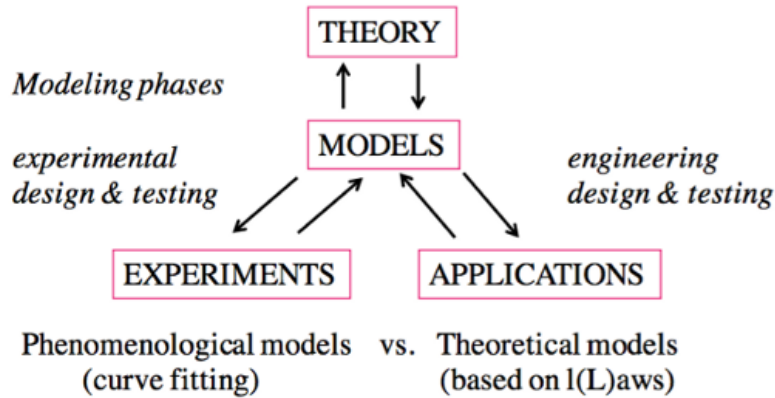 THEORY
Modeling phases
MODELS
experimental
design & testing
engineering
design & testing
EXPERIMENTS
APPLICATIONS
Phenomenological models vs. Theoretical models
(curve fitting) (based on l(L)aws)